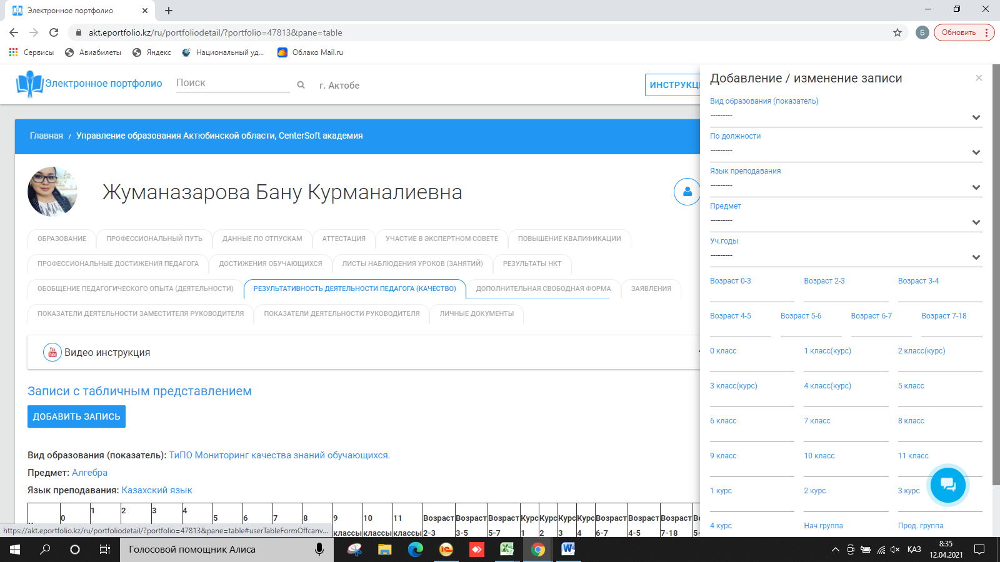 Электронное портфолио
akt.eportfolio.kz/ru/portfoliodetail/?portfolio=47813&pane=table
Б
Обновить
Сервисы
Авиабилеты
Яндекс
Национальный уд...
Облако Mail.ru
Электронное портфолио
Поиск
г. Актобе
ИНСТРУКЦ
Главная / Управление образования Актюбинской области, CenterSoft академия
Жуманазарова Бану Курманалиевна
ОБРАЗОВАНИЕ
ПРОФЕССИОНАЛЬНЫЙ ПУТЬ
ДАННЫЕ ПО ОТПУСКАМ
АТТЕСТАЦИЯ
УЧАСТИЕ В ЭКСПЕРТНОМ СОВЕТЕ
ПОВЫШЕНИЕ КВАЛИФИКАЦИИ
ПРОФЕССИОНАЛЬНЫЕ ДОСТИЖЕНИЯ ПЕДАГОГА
ДОСТИЖЕНИЯ ОБУЧАЮЩИХСЯ
ЛИСТЫ НАБЛЮДЕНИЯ УРОКОВ (ЗАНЯТИЙ)
РЕЗУЛЬТАТЫ НКТ
ОБОБЩЕНИЕ ПЕДАГОГИЧЕСКОГО ОПЫТА (ДЕЯТЕЛЬНОСТИ)
РЕЗУЛЬТАТИВНОСТЬ ДЕЯТЕЛЬНОСТИ ПЕДАГОГА (КАЧЕСТВО)
ДОПОЛНИТЕЛЬНАЯ СВОБОДНАЯ ФОРМА
ЗАЯВЛЕНИЯ
ПОКАЗАТЕЛИ ДЕЯТЕЛЬНОСТИ ЗАМЕСТИТЕЛЯ РУКОВОДИТЕЛЯ
ПОКАЗАТЕЛИ ДЕЯТЕЛЬНОСТИ РУКОВОДИТЕЛЯ
ЛИЧНЫЕ ДОКУМЕНТЫ
You Tube
Видео инструкция
Записи с табличным представлением
ДОБАВИТЬ ЗАПИСЬ
Вид образования (показатель): ТиПО Мониторинг качества знаний обучающихся.
Предмет: Алгебра
Язык преподавания: Казахский язык
0 1 2 3 4 5 6 7 8 9 10 11 Возраст Возраст Возраст Курс Курс Курс Курс Возраст Возраст Возраст
классы классы классы 2-3 3-5 5-7 1 2 3 4 6-7 4-5 7-18 5-
https://akt.eportfolio.kz/ru/portfoliodetail/?portfolio=47813&pane=table#userTableFormOffcanv...
Добавление / изменение записи
Вид образования (показатель)
---------
По должности
---------
Язык преподавания
---------
Предмет
---------
Уч.годы
---------
Возраст 0-3 Возраст 2-3 Возраст 3-4
Возраст 4-5 Возраст 5-6 Возраст 6-7 Возраст 7-18
0 класс 1 класс(курс) 2 класс(курс)
3 класс(курс) 4 класс(курс) 5 класс
6 класс 7 класс 8 класс
9 класс 10 класс 11 класс
1 курс 2 курс 3 курс
4 курс Нач группа Прод. группа
Голосовой помощник Алиса
ҚАЗ
8:35
12.04.2021